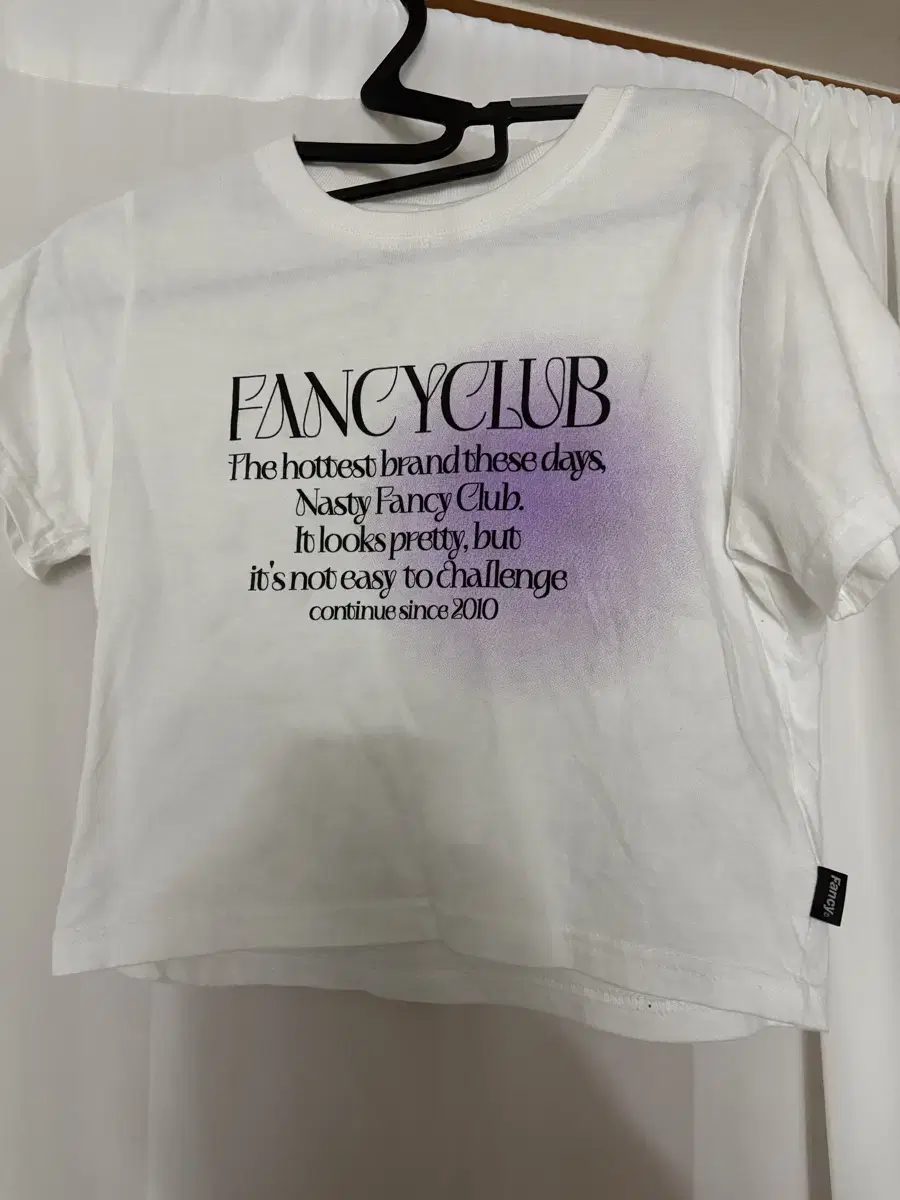 FANCYCLUB
The hottest brand these days,
Nasty Fancy Club.
It looks pretty, but
it's not easy to challenge
continue since 2010
Fancy®